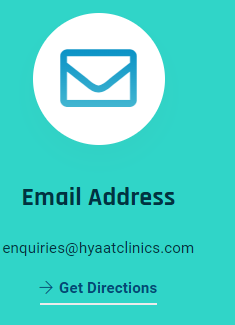 Email Address
enquiries@hyaatclinics.com
→ Get Directions